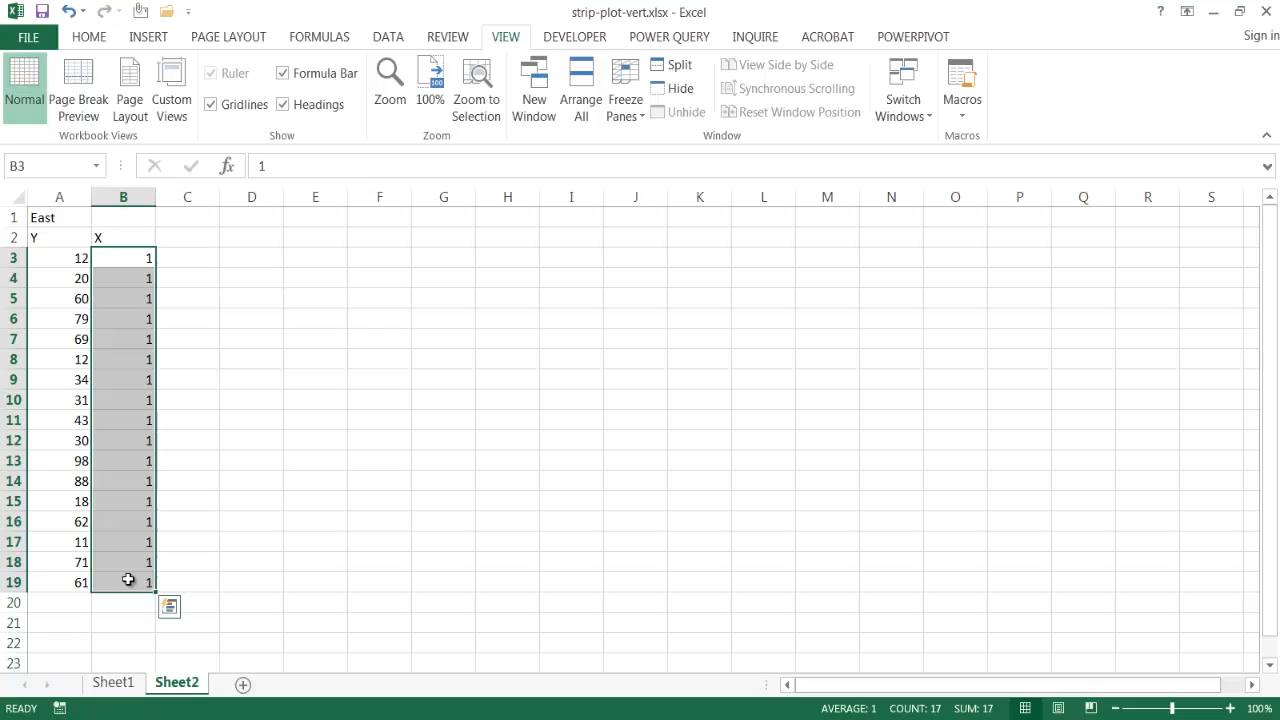 strip-plot-vert.xlsx - Excel
Sign in
FILE HOME INSERT PAGE LAYOUT FORMULAS DATA REVIEW VIEW DEVELOPER POWER QUERY INQUIRE ACROBAT POWERPIVOT
Normal
Page Break Preview
Page Layout
Custom Views
Workbook Views
Ruler
Formula Bar
Gridlines
Headings
Show
Zoom
100%
Zoom to Selection
Zoom
New Window
Arrange All
Freeze Panes
Split
Hide
Unhide
View Side by Side
Synchronous Scrolling
Reset Window Position
Window
Switch Windows
Macros
Macros
B3
fx
1
A B C D E F G H I J K L M N O P Q R S
1 East
2 Y X
3 12 1
4 20 1
5 60 1
6 79 1
7 69 1
8 12 1
9 34 1
10 31 1
11 43 1
12 30 1
13 98 1
14 88 1
15 18 1
16 62 1
17 11 1
18 71 1
19 61 1
20
21
22
23
Sheet1 Sheet2
READY
AVERAGE: 1 COUNT: 17 SUM: 17
100%